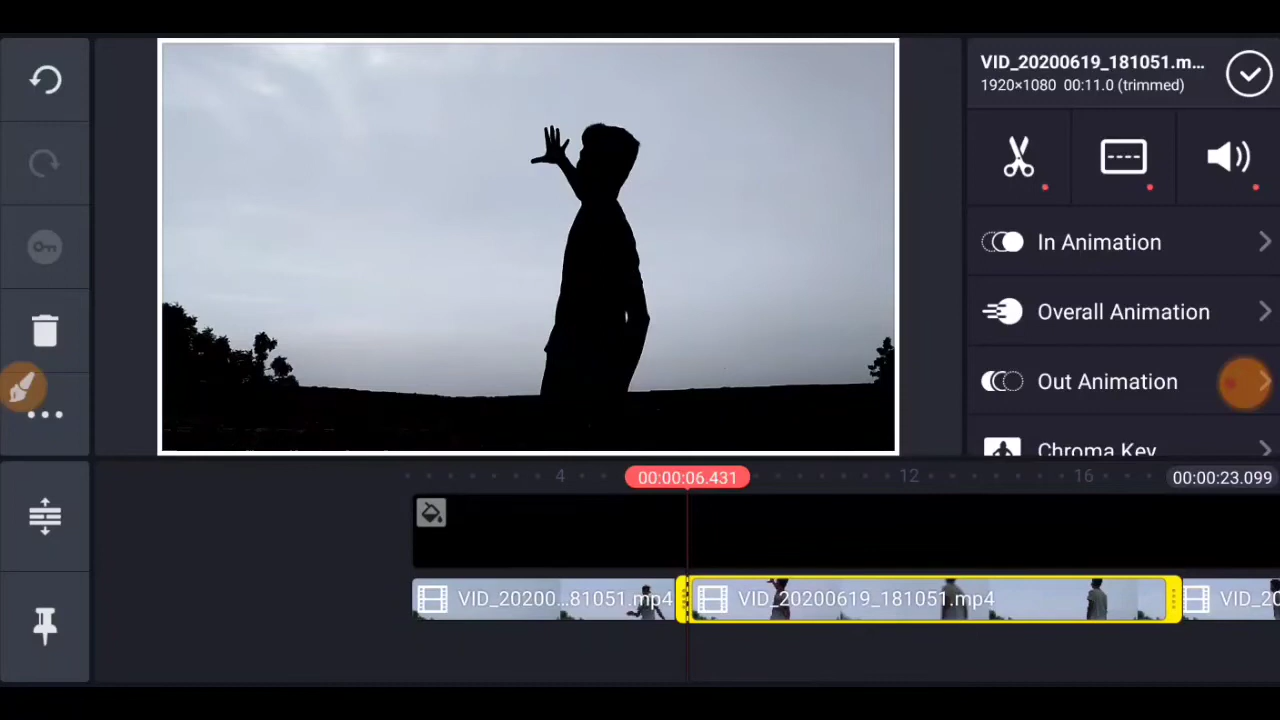 VID_20200619_181051.m...
1920×1080 00:11.0 (trimmed)
In Animation
Overall Animation
Out Animation
Chroma Key
4
00:00:06.431
12
16
00:00:23.099
VID_20200...81051.mp4
VID_20200619_181051.mp4
VID_20